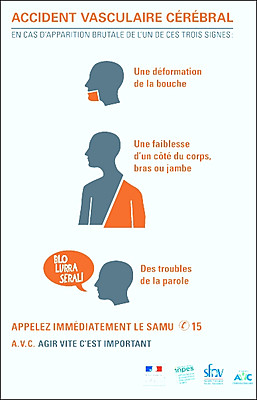 ACCIDENT VASCULAIRE CÉRÉBRAL
EN CAS D'APPARITION BRUTALE DE L'UN DE CES TROIS SIGNES :
Une déformation
de la bouche
Une faiblesse
d'un côté du corps,
bras ou jambe
BLO
LURRA
SERALI
Des troubles
de la parole
APPELEZ IMMÉDIATEMENT LE SAMU ✆ 15
A.V.C. AGIR VITE C'EST IMPORTANT
inpes
sfnv